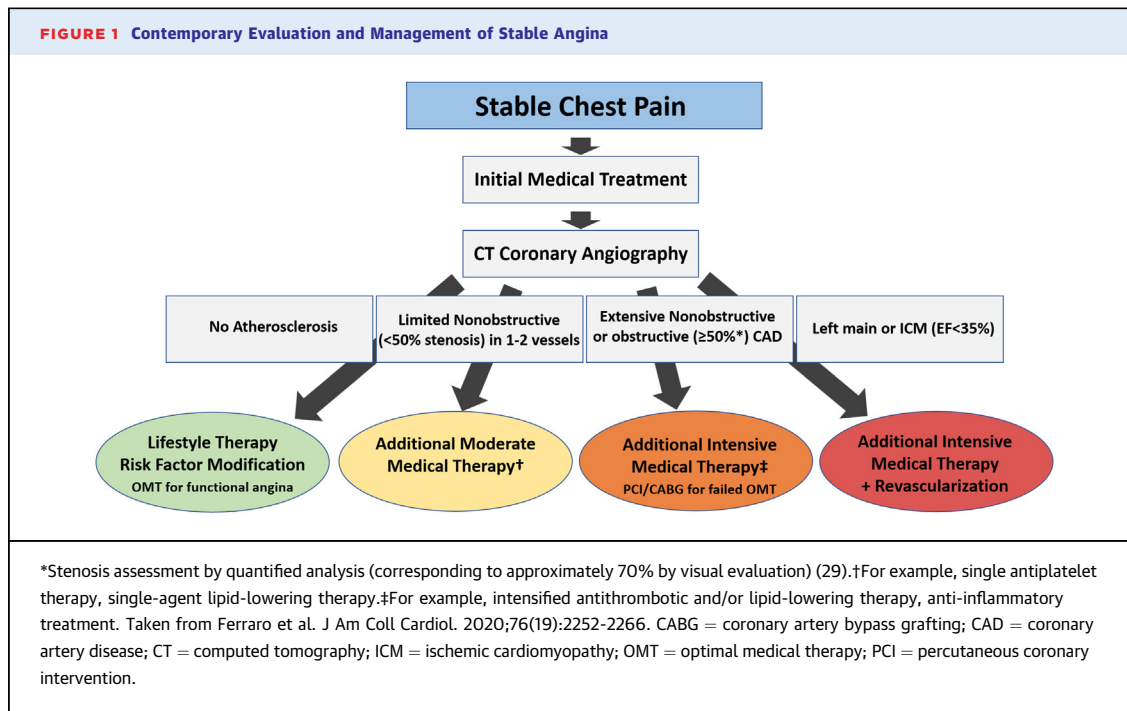 FIGURE 1 Contemporary Evaluation and Management of Stable Angina
Stable Chest Pain
Initial Medical Treatment
CT Coronary Angiography
No Atherosclerosis
Limited Nonobstructive
(<50% stenosis) in 1-2 vessels
Extensive Nonobstructive
or obstructive (≥50%*) CAD
Left main or ICM (EF<35%)
Lifestyle Therapy
Risk Factor Modification
OMT for functional angina
Additional Moderate
Medical Therapy†
Additional Intensive
Medical Therapy‡
PCI/CABG for failed OMT
Additional Intensive
Medical Therapy
+ Revascularization
*Stenosis assessment by quantified analysis (corresponding to approximately 70% by visual evaluation) (29).†For example, single antiplatelet
therapy, single-agent lipid-lowering therapy.‡For example, intensified antithrombotic and/or lipid-lowering therapy, anti-inflammatory
treatment. Taken from Ferraro et al. J Am Coll Cardiol. 2020;76(19):2252-2266. CABG = coronary artery bypass grafting; CAD = coronary
artery disease; CT = computed tomography; ICM = ischemic cardiomyopathy; OMT = optimal medical therapy; PCI = percutaneous coronary
intervention.